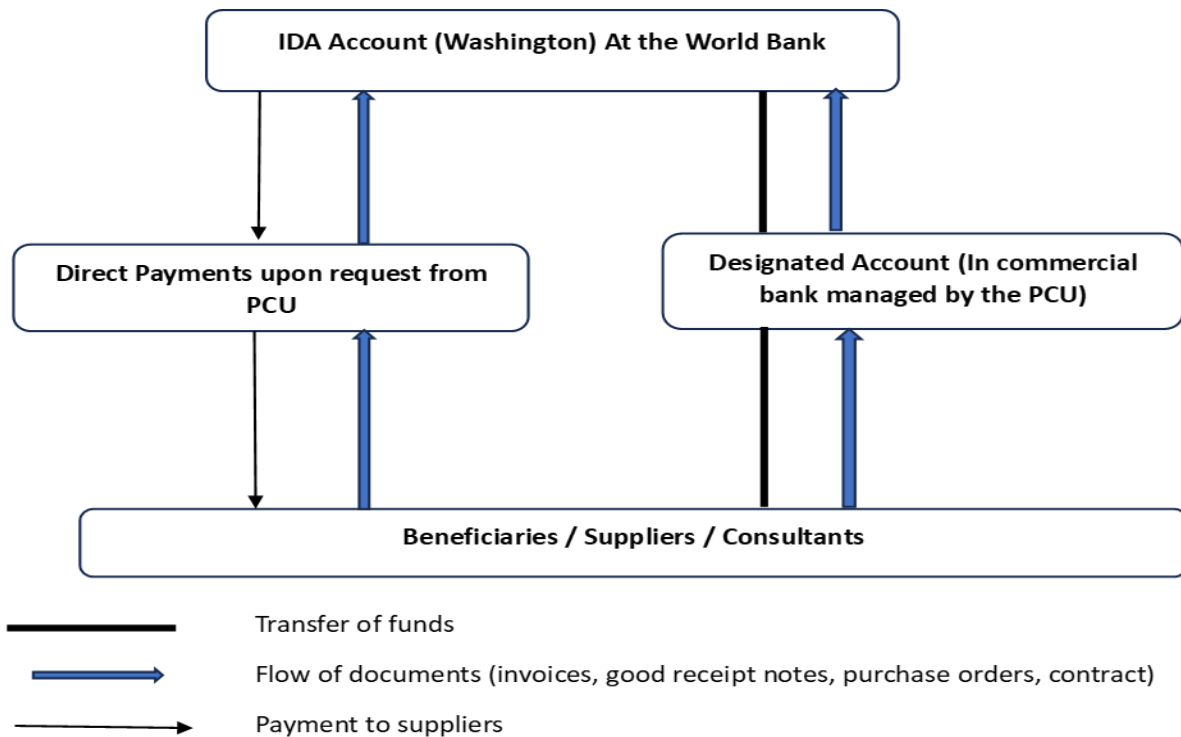 IDA Account (Washington) At the World Bank
Direct Payments upon request from
PCU
Designated Account (In commercial
bank managed by the PCU)
Beneficiaries / Suppliers / Consultants
Transfer of funds
Flow of documents (invoices, good receipt notes, purchase orders, contract)
Payment to suppliers